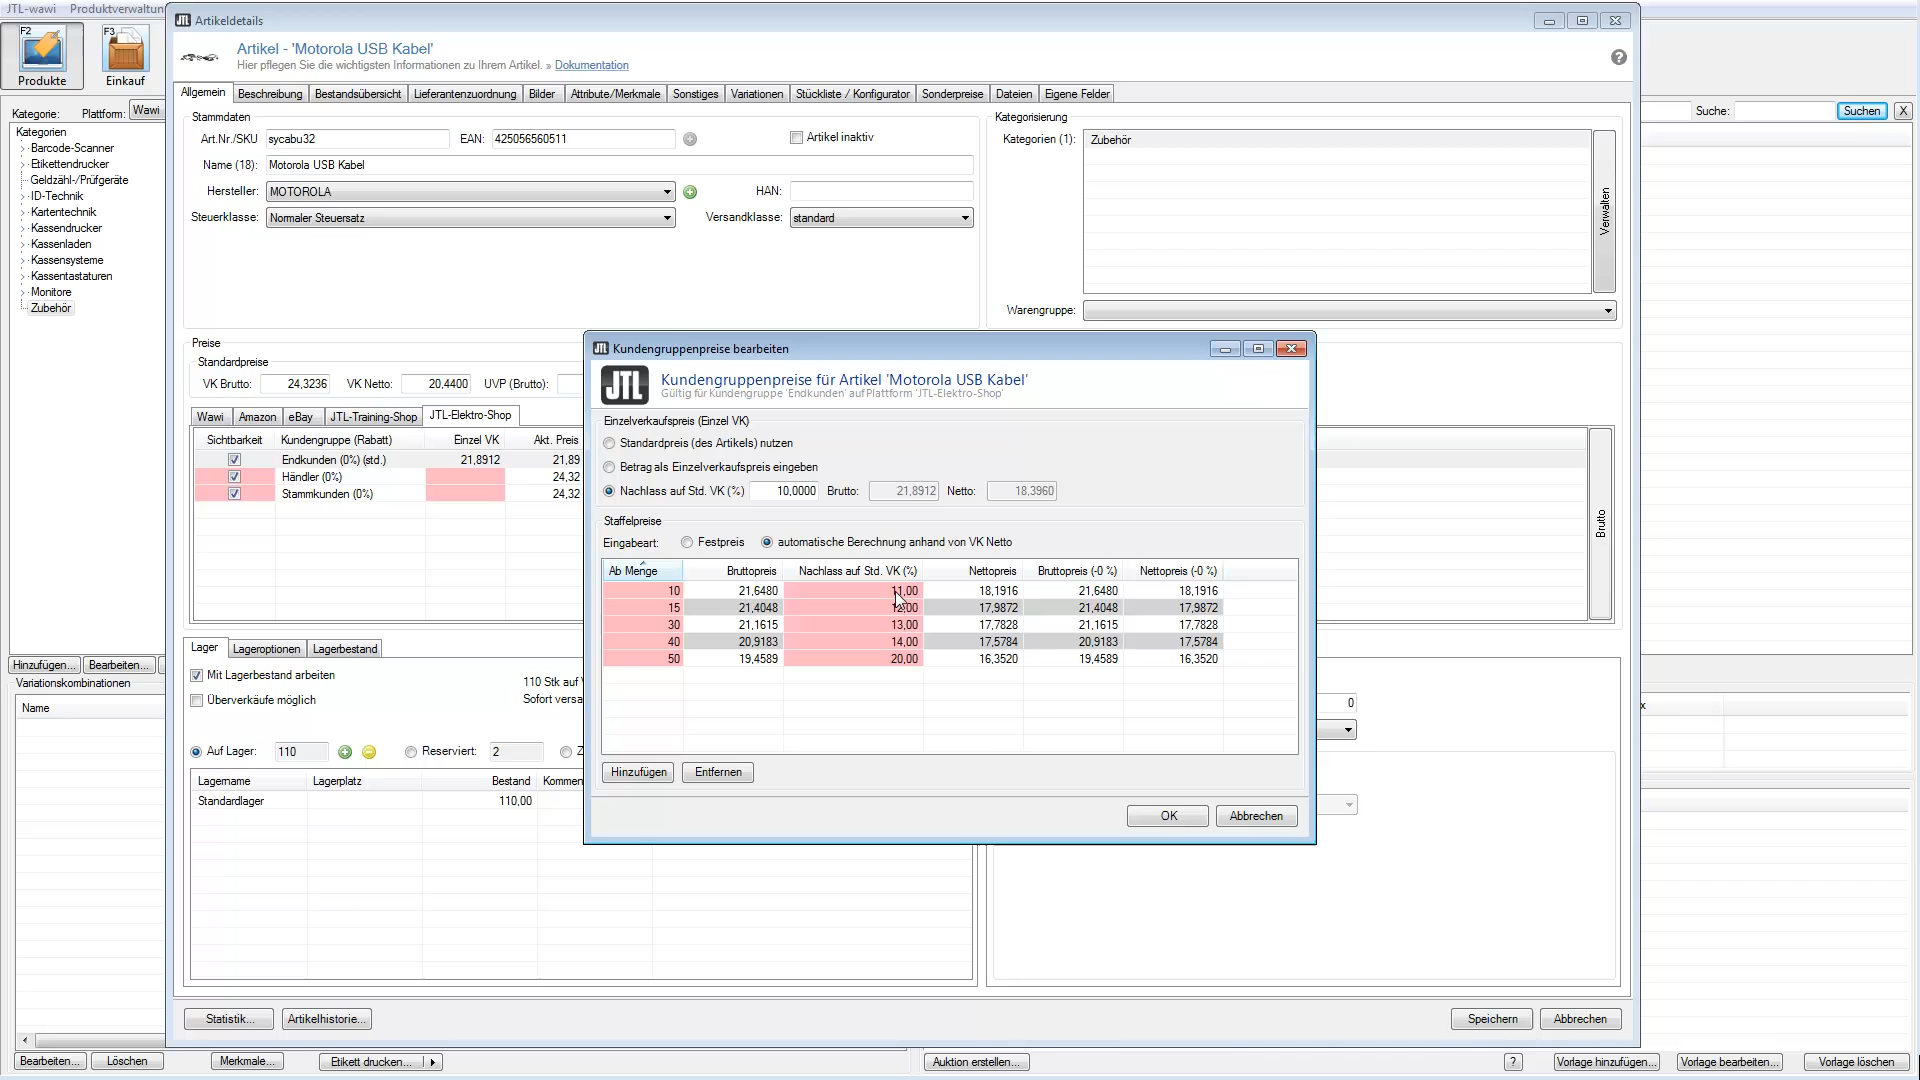 JTL-wawi Produktverwaltun
F2 F3
Produkte Einkauf
Kategorie: Plattform: Wawi
Kategorien
Barcode-Scanner
Etikettendrucker
Geldzähl-/Prüfgeräte
ID-Technik
Kartentechnik
Kassendrucker
Kassenladen
Kassensysteme
Kassentastaturen
Monitore
Zubehör
Hinzufügen... Bearbeiten...
Variationskombinationen
Name
Bearbeiten... Löschen Merkmale... Etikett drucken...
JTL Artikeldetails
Artikel - 'Motorola USB Kabel'
Hier pflegen Sie die wichtigsten Informationen zu Ihrem Artikel. » Dokumentation
Allgemein Beschreibung Bestandsübersicht Lieferantenzuordnung Bilder Attribute/Merkmale Sonstiges Variationen Stückliste / Konfigurator Sonderpreise Dateien Eigene Felder
Stammdaten
Art.Nr./SKU sycabu32 EAN: 425056560511 Artikel inaktiv
Name (18): Motorola USB Kabel
Hersteller: MOTOROLA HAN:
Steuerklasse: Normaler Steuersatz Versandklasse: standard
Kategorisierung
Kategorien (1): Zubehör
Verwalten
Warengruppe:
Preise
Standardpreise
VK Brutto: 24,3236 VK Netto: 20,4400 UVP (Brutto):
Wawi Amazon eBay JTL-Training-Shop JTL-Elektro-Shop
Sichtbarkeit Kundengruppe (Rabatt) Einzel VK Akt. Preis
Endkunden (0%) (std.) 21,8912 21,89
Händler (0%) 24,32
Stammkunden (0%) 24,32
Brutto
Lager Lageroptionen Lagerbestand
Mit Lagerbestand arbeiten 110 Stk auf
Überverkäufe möglich Sofort versa
Auf Lager: 110 Reserviert: 2
Lagername Lagerplatz Bestand Kommen
Standardlager 110,00
0
Statistik... Artikelhistorie... Speichern Abbrechen
JTL Kundengruppenpreise bearbeiten
JTL Kundengruppenpreise für Artikel 'Motorola USB Kabel'
Gültig für Kundengruppe 'Endkunden' auf Plattform 'JTL-Elektro-Shop'
Einzelverkaufspreis (Einzel VK)
Standardpreis (des Artikels) nutzen
Betrag als Einzelverkaufspreis eingeben
Nachlass auf Std. VK (%) 10,0000 Brutto: 21,8912 Netto: 18,3960
Staffelpreise
Eingabeart: Festpreis automatische Berechnung anhand von VK Netto
Ab Menge Bruttopreis Nachlass auf Std. VK (%) Nettopreis Bruttopreis (-0 %) Nettopreis (-0 %)
10 21,6480 11,00 18,1916 21,6480 18,1916
15 21,4048 12,00 17,9872 21,4048 17,9872
30 21,1615 13,00 17,7828 21,1615 17,7828
40 20,9183 14,00 17,5784 20,9183 17,5784
50 19,4589 20,00 16,3520 19,4589 16,3520
Hinzufügen Entfernen
OK Abbrechen
Suche: Suchen X
x
Auktion erstellen... ? Vorlage hinzufügen... Vorlage bearbeiten... Vorlage löschen